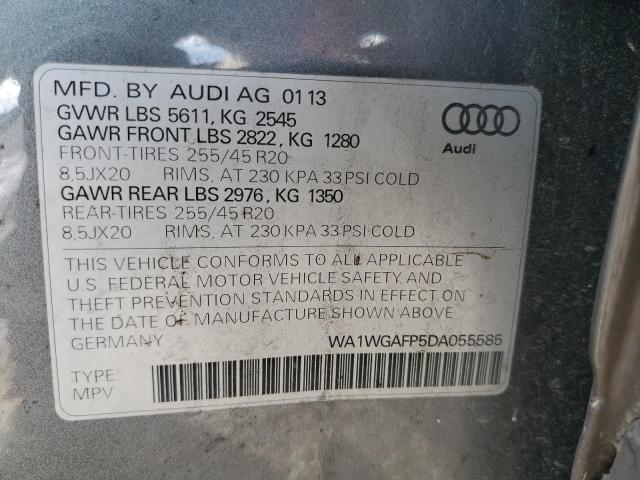 MFD. BY AUDI AG 01 13
GVWR LBS 5611, KG 2545
GAWR FRONT LBS 2822, KG 1280
FRONT-TIRES 255/45 R20
8,5JX20 RIMS, AT 230 KPA 33 PSI COLD
GAWR REAR LBS 2976, KG 1350
REAR-TIRES 255/45 R20
8,5JX20 RIMS, AT 230 KPA 33 PSI COLD
Audi
THIS VEHICLE CONFORMS TO ALL APPLICABLE
U.S. FEDERAL MOTOR VEHICLE SAFETY, AND
THEFT PREVENTION STANDARDS IN EFFECT ON
THE DATE OF MANUFACTURE SHOWN ABOVE.
GERMANY WA1WGAFP5DA055585
TYPE
MPV